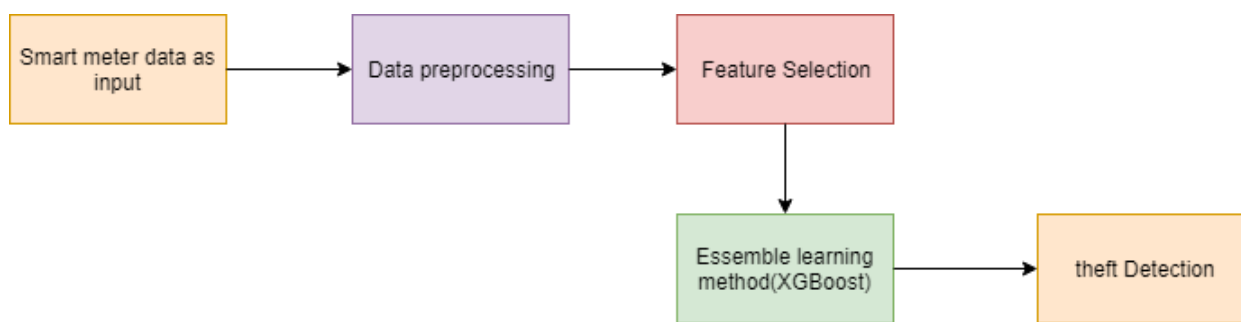 Smart meter data as
input
Data preprocessing
Feature Selection
Essemble learning
method(XGBoost)
theft Detection